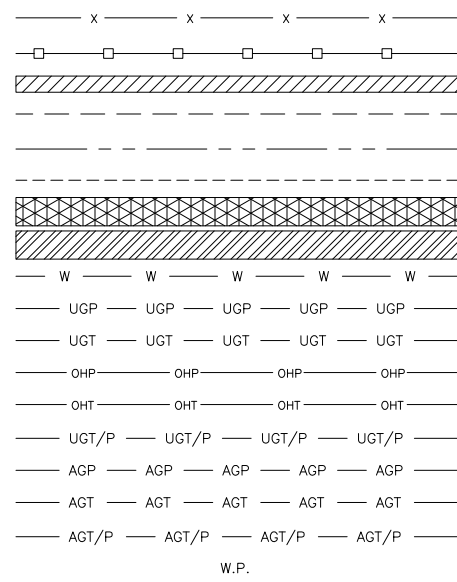 X X X X
W W W W W
UGP UGP UGP UGP UGP
UGT UGT UGT UGT UGT
OHP OHP OHP OHP
OHT OHT OHT OHT
UGT/P UGT/P UGT/P UGT/P
AGP AGP AGP AGP AGP
AGT AGT AGT AGT AGT
AGT/P AGT/P AGT/P AGT/P
W.P.